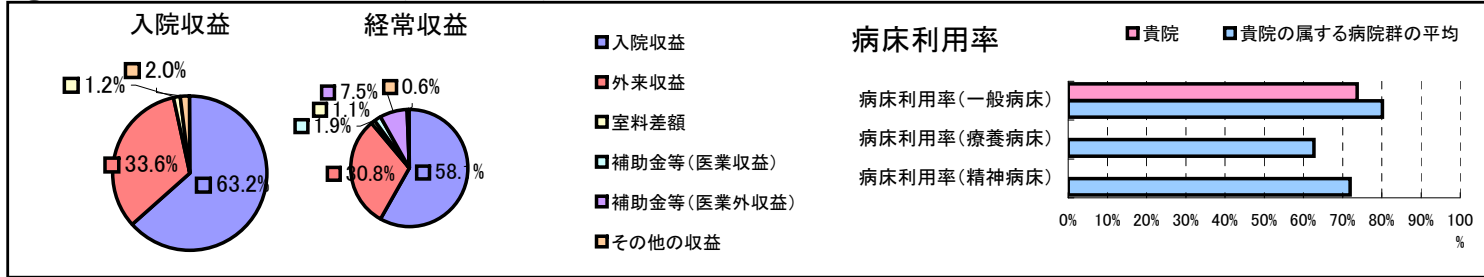 入院収益
1.2%
2.0%
33.6%
63.2%
経常収益
7.5%
0.6%
1.1%
1.9%
30.8%
58.1%
入院収益
外来収益
室料差額
補助金等(医業収益)
補助金等(医業外収益)
その他の収益
病床利用率
貴院 貴院の属する病院群の平均
病床利用率(一般病床)
病床利用率(療養病床)
病床利用率(精神病床)
0% 10% 20% 30% 40% 50% 60% 70% 80% 90% 100
%